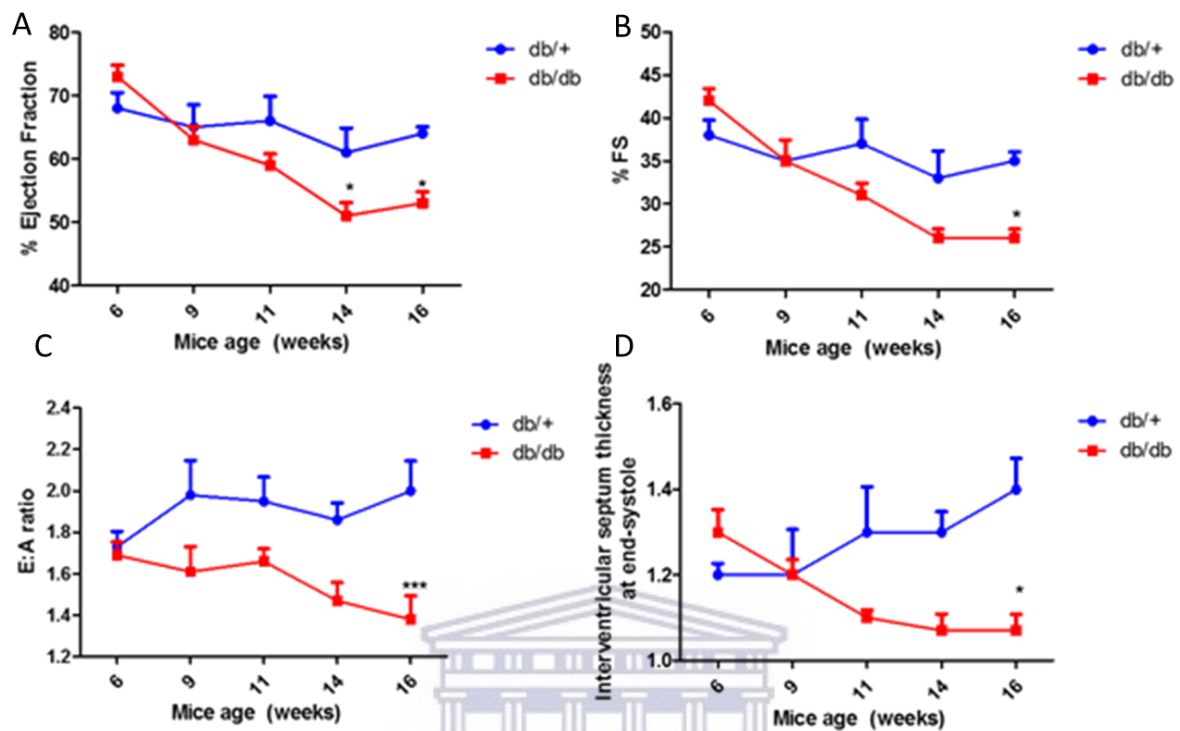 A
80
70
60
50
40
% Ejection Fraction
6 9 11 14 16
Mice age (weeks)
db/+
db/db
*
*
B
50
45
40
35
30
25
20
% FS
6 9 11 14 16
Mice age (weeks)
db/+
db/db
*
C
2.4
2.2
2.0
1.8
1.6
1.4
1.2
E:A ratio
6 9 11 14 16
Mice age (weeks)
db/+
db/db
***
D
1.6
1.4
1.2
1.0
Interventricular septum thickness
at end-systole
6 9 11 14 16
Mice age (weeks)
db/+
db/db
*